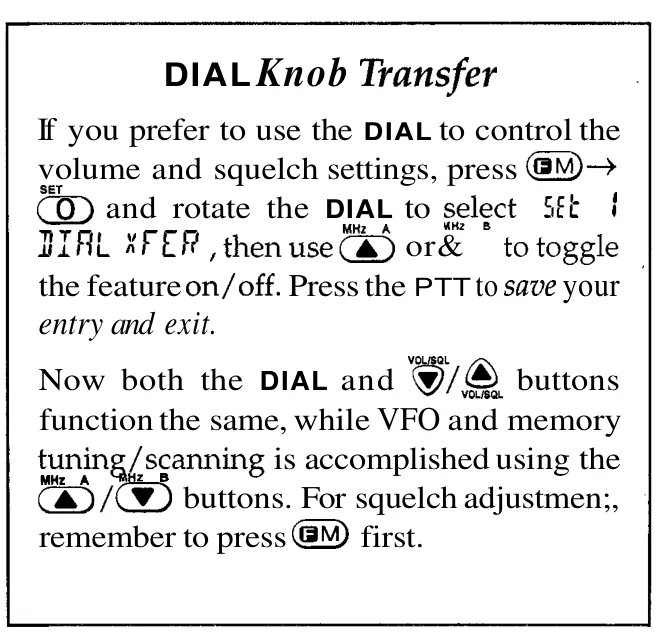 DIAL Knob Transfer
If you prefer to use the DIAL to control the
volume and squelch settings, press FM→
SET
0 and rotate the DIAL to select SEt 1
MHz A MHz B
DIAL XFER, then use ▲ or & to toggle
the feature on/off. Press the PTT to save your
entry and exit.
VOL/SQL
Now both the DIAL and ▼/▲ buttons
VOL/SQL
function the same, while VFO and memory
tuning/scanning is accomplished using the
MHz A MHz B
▲/▼ buttons. For squelch adjustmen;,
remember to press FM first.